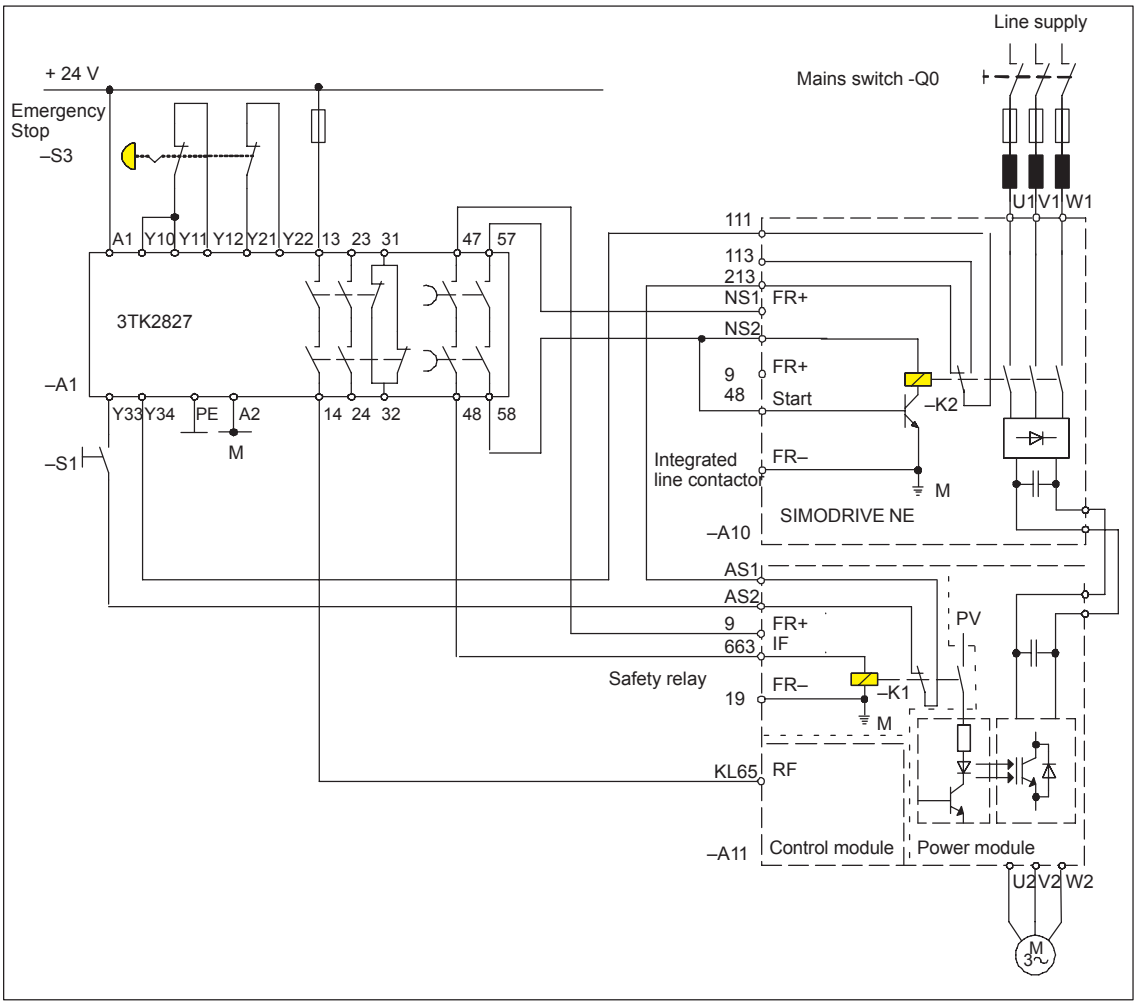 Line supply
+ 24 V
Mains switch -Q0
Emergency
Stop
–S3
U1 V1 W1
A1 Y10 Y11 Y12 Y21 Y22 13 23 31 47 57
111
113
213
NS1 FR+
NS2
3TK2827
9 FR+
48 Start
–K2
–A1
Y33 Y34 PE A2 14 24 32 48 58
M
–S1
Integrated
line contactor
FR–
M
SIMODRIVE NE
–A10
AS1
AS2
9 FR+
663 IF
PV
Safety relay
19 FR–
–K1
M
KL65 RF
–A11
Control module
Power module
U2 V2 W2
M
3~